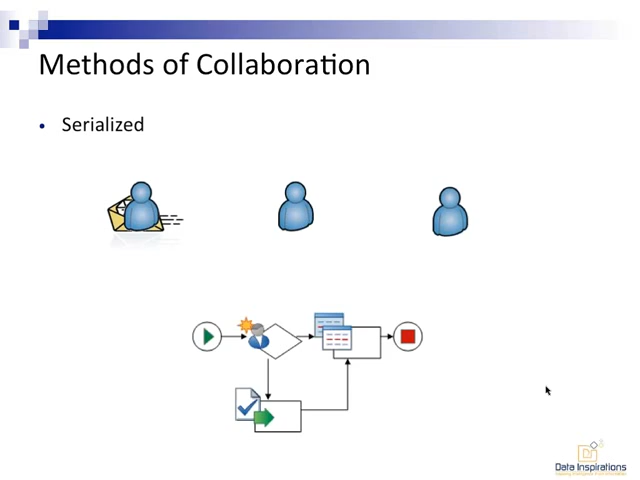 Methods of Collaboration
• Serialized
Data Inspirations